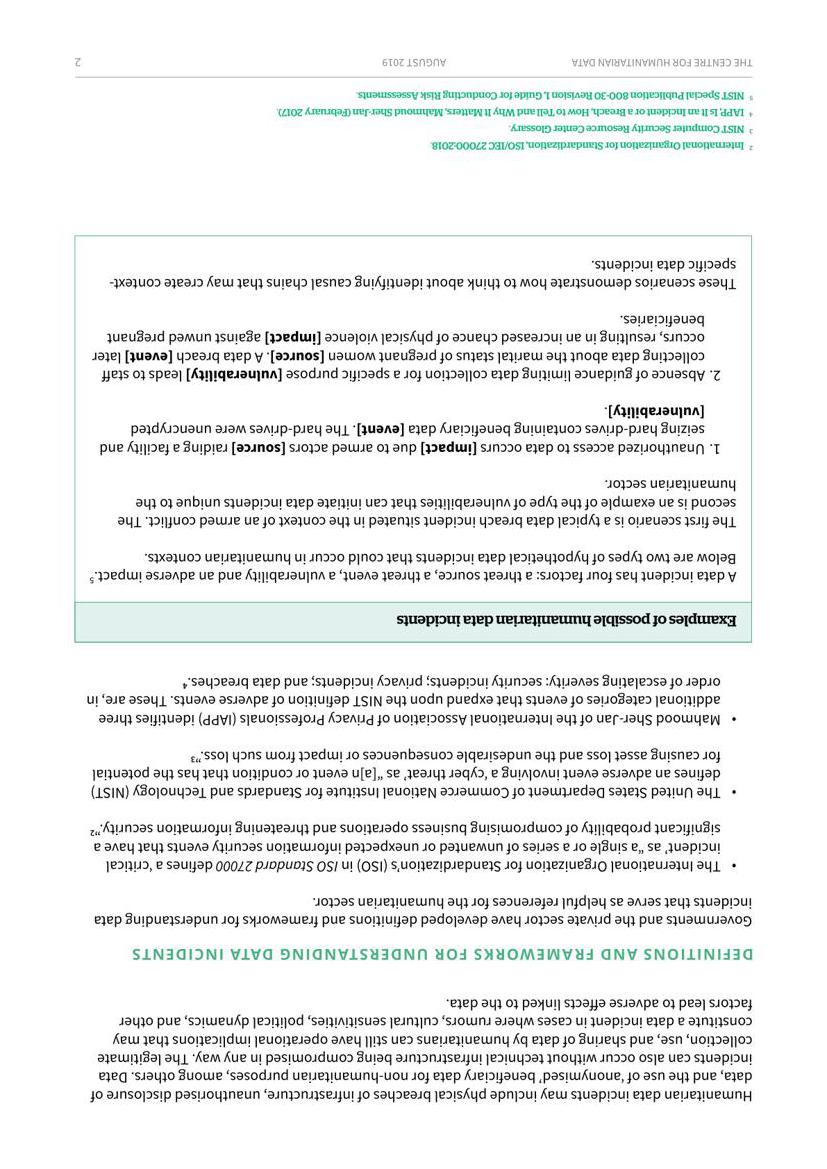 Humanitarian data incidents may include physical breaches of infrastructure, unauthorised disclosure of
data, and the use of ‘anonymised’ beneficiary data for non-humanitarian purposes, among others. Data
incidents can also occur without technical infrastructure being compromised in any way. The legitimate
collection, use, and sharing of data by humanitarians can still have operational implications that may
constitute a data incident in cases where rumors, cultural sensitivities, political dynamics, and other
factors lead to adverse effects linked to the data.
DEFINITIONS AND FRAMEWORKS FOR UNDERSTANDING DATA INCIDENTS
Governments and the private sector have developed definitions and frameworks for understanding data
incidents that serve as helpful references for the humanitarian sector.
• The International Organization for Standardization’s (ISO) in ISO Standard 27000 defines a ‘critical
incident’ as “a single or a series of unwanted or unexpected information security events that have a
significant probability of compromising business operations and threatening information security.”2
• The United States Department of Commerce National Institute for Standards and Technology (NIST)
defines an adverse event involving a ‘cyber threat’ as “[a]n event or condition that has the potential
for causing asset loss and the undesirable consequences or impact from such loss.”3
• Mahmood Sher-Jan of the International Association of Privacy Professionals (IAPP) identifies three
additional categories of events that expand upon the NIST definition of adverse events. These are, in
order of escalating severity: security incidents; privacy incidents; and data breaches.4
Examples of possible humanitarian data incidents
A data incident has four factors: a threat source, a threat event, a vulnerability and an adverse impact.5
Below are two types of hypothetical data incidents that could occur in humanitarian contexts.
The first scenario is a typical data breach incident situated in the context of an armed conflict. The
second is an example of the type of vulnerabilities that can initiate data incidents unique to the
humanitarian sector.
1. Unauthorized access to data occurs [impact] due to armed actors [source] raiding a facility and
seizing hard-drives containing beneficiary data [event]. The hard-drives were unencrypted
[vulnerability].
2. Absence of guidance limiting data collection for a specific purpose [vulnerability] leads to staff
collecting data about the marital status of pregnant women [source]. A data breach [event] later
occurs, resulting in an increased chance of physical violence [impact] against unwed pregnant
beneficiaries.
These scenarios demonstrate how to think about identifying causal chains that may create context-
specific data incidents.
2 International Organization for Standardization, ISO/IEC 27000:2018.
3 NIST Computer Security Resource Center Glossary.
4 IAPP, Is It an Incident or a Breach, How to Tell and Why It Matters, Mahmoud Sher-Jan (February 2017).
5 NIST Special Publication 800-30 Revision 1, Guide for Conducting Risk Assessments.
THE CENTRE FOR HUMANITARIAN DATA
AUGUST 2019
2